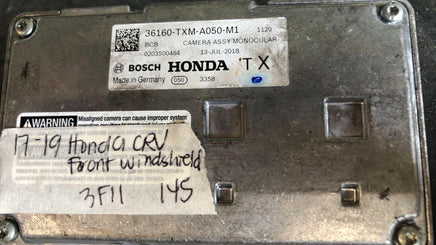 36160-TXM-A050-M1 1120
BCB CAMERA ASSY MONOCULAR
0203500464 13-JUL-2018
BOSCH HONDA 'TX
Made in Germany 050 3358
WARNING Misaligned camera can cause improper system
17-19 Honda CRV
front windshield
3F11 145